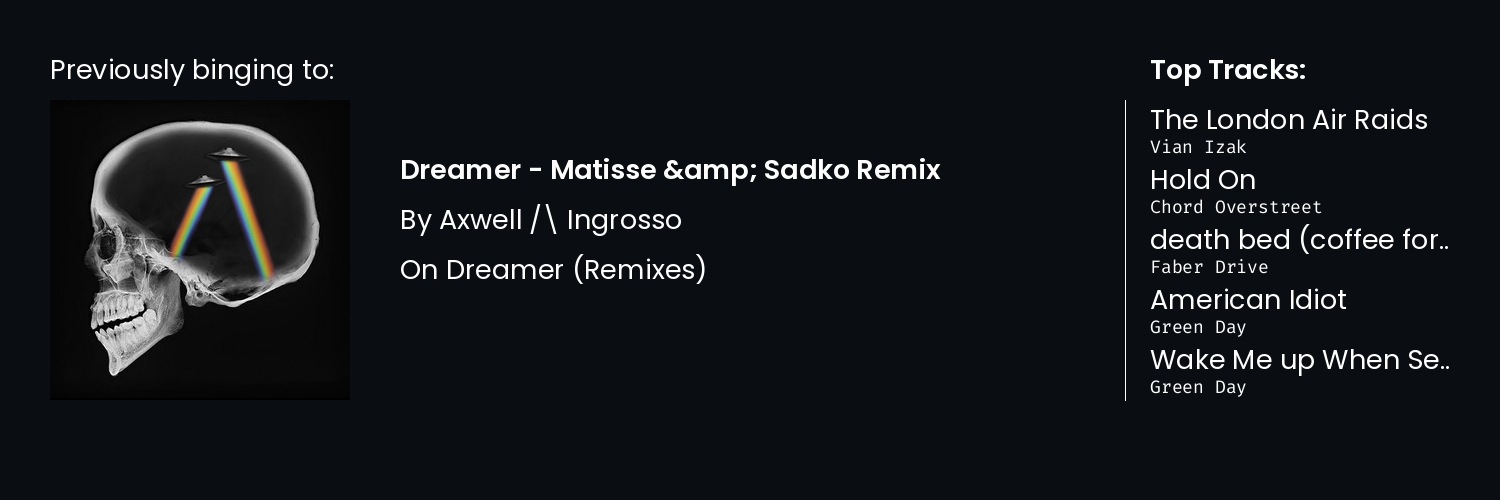 Previously binging to:
Dreamer - Matisse &amp; Sadko Remix
By Axwell /\ Ingrosso
On Dreamer (Remixes)
Top Tracks:
The London Air Raids
Vian Izak
Hold On
Chord Overstreet
death bed (coffee for..
Faber Drive
American Idiot
Green Day
Wake Me up When Se..
Green Day